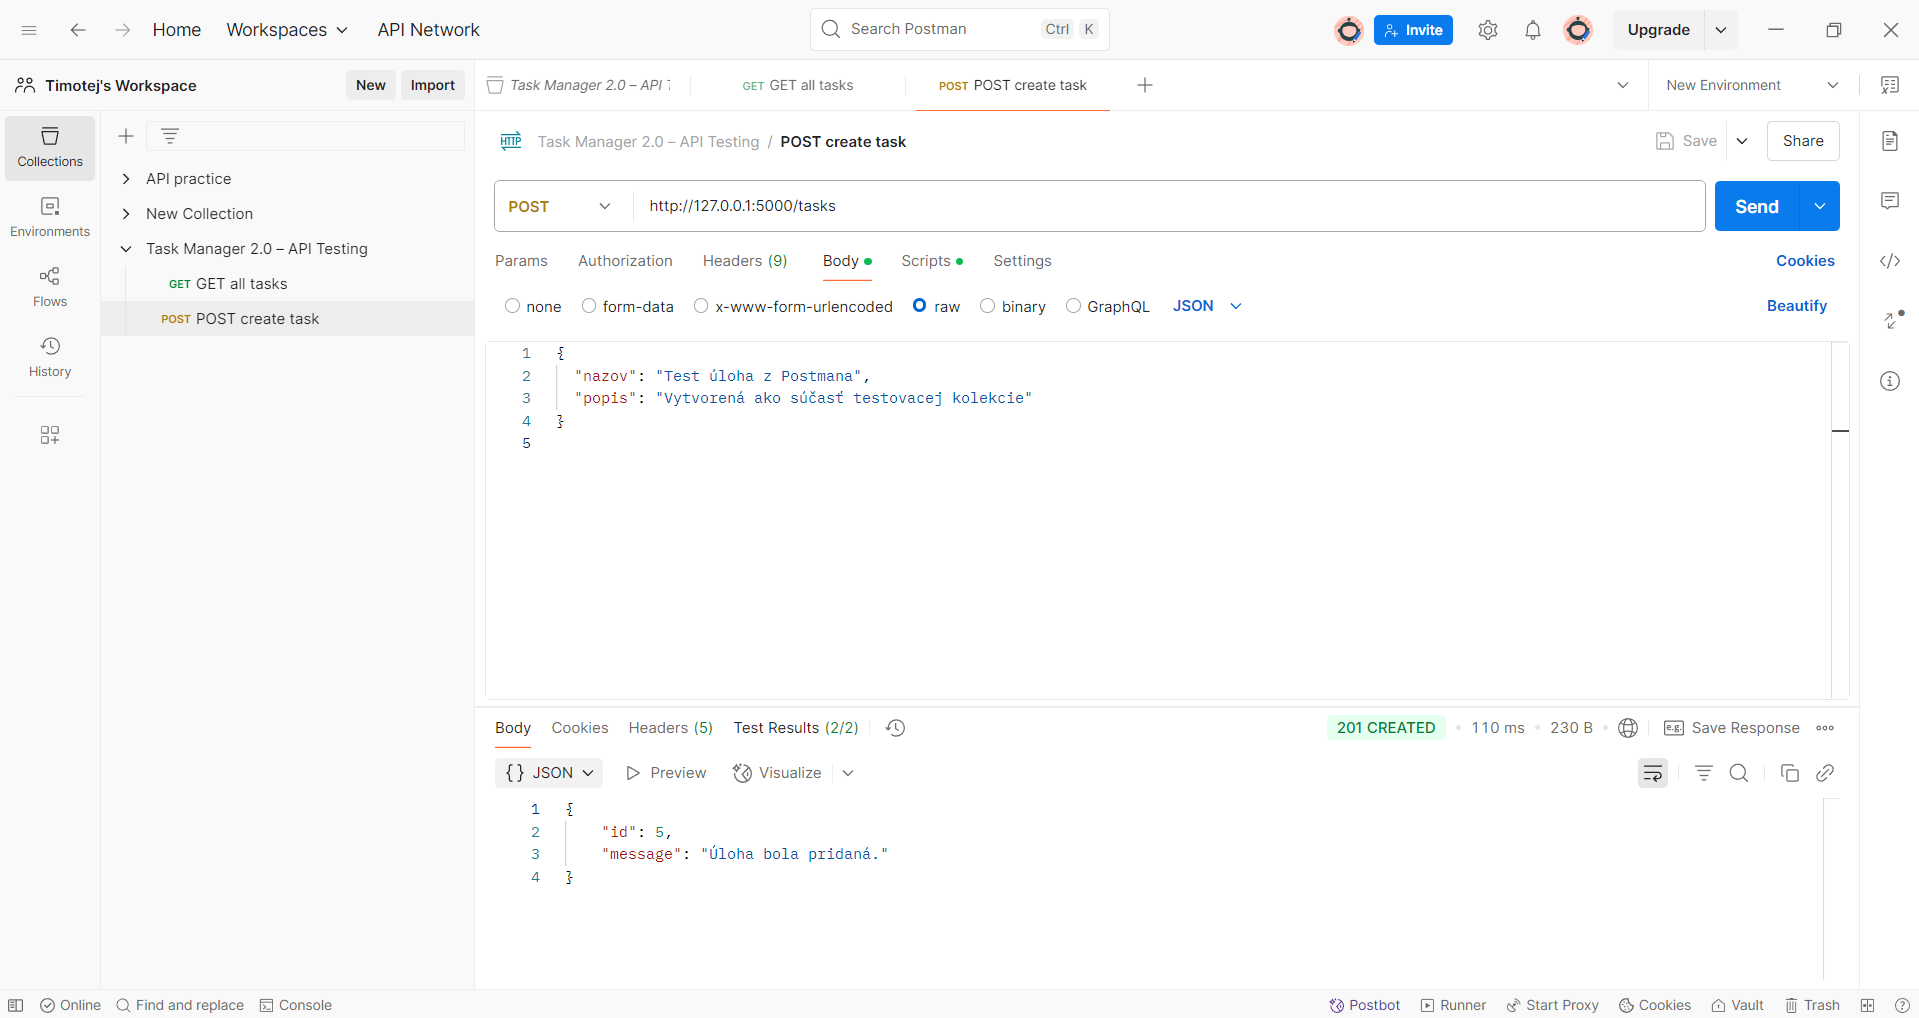 Home Workspaces API Network Search Postman Ctrl K Invite Upgrade
Timotej's Workspace New Import Task Manager 2.0 – API GET GET all tasks POST POST create task New Environment
Collections
Environments
Flows
History
API practice
New Collection
Task Manager 2.0 – API Testing
GET GET all tasks
POST POST create task
HTTP Task Manager 2.0 – API Testing / POST create task Save Share
POST http://127.0.0.1:5000/tasks Send
Params Authorization Headers (9) Body Scripts Settings Cookies
none form-data x-www-form-urlencoded raw binary GraphQL JSON Beautify
1 {
2 "nazov": "Test úloha z Postmana",
3 "popis": "Vytvorená ako súčasť testovacej kolekcie"
4 }
5
Body Cookies Headers (5) Test Results (2/2) 201 CREATED • 110 ms • 230 B • e.g. Save Response
{} JSON Preview Visualize
1 {
2 "id": 5,
3 "message": "Úloha bola pridaná."
4 }
Online Find and replace Console Postbot Runner Start Proxy Cookies Vault Trash